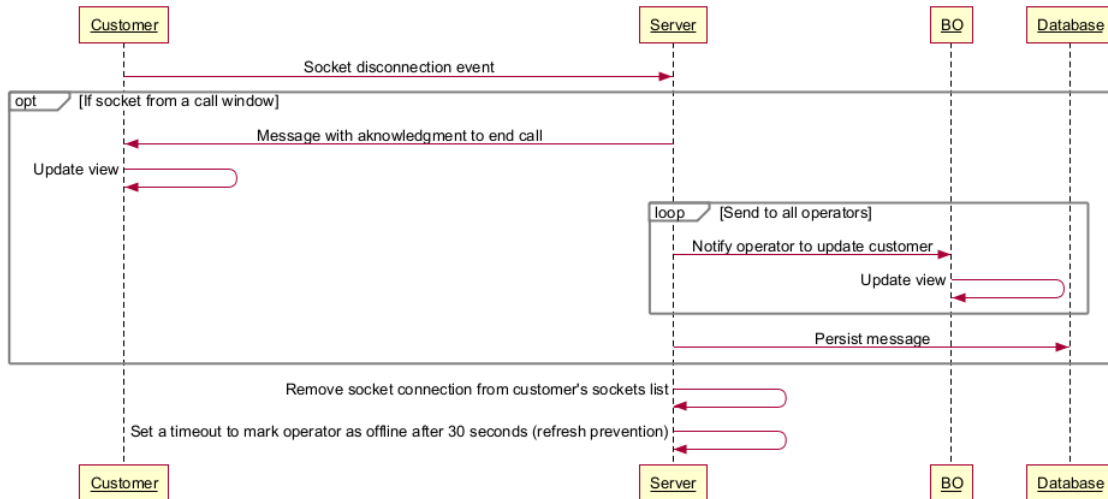 Customer Server BO Database
Socket disconnection event
opt [If socket from a call window]
Message with aknowledgment to end call
Update view
loop [Send to all operators]
Notify operator to update customer
Update view
Persist message
Remove socket connection from customer's sockets list
Set a timeout to mark operator as offline after 30 seconds (refresh prevention)
Customer Server BO Database